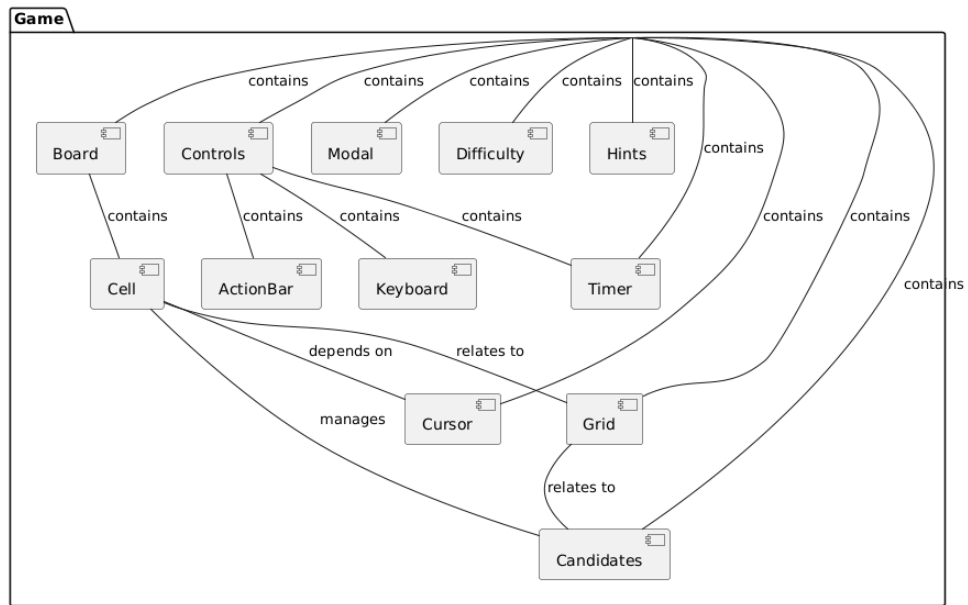 Game
contains
contains
contains
contains
contains
Board
Controls
Modal
Difficulty
Hints
contains
contains
contains
contains
contains
contains
contains
contains
Cell
ActionBar
Keyboard
Timer
contains
depends on
relates to
manages
Cursor
Grid
relates to
Candidates